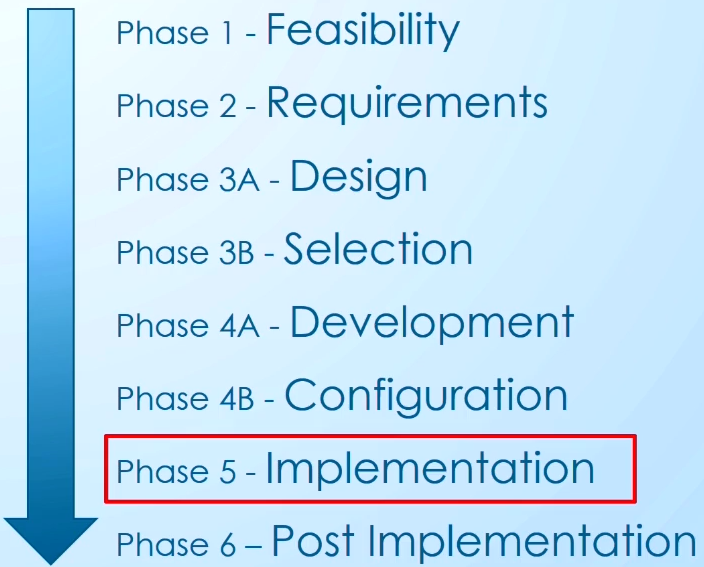 Phase 1 - Feasibility
Phase 2 - Requirements
Phase 3A - Design
Phase 3B - Selection
Phase 4A - Development
Phase 4B - Configuration
Phase 5 - Implementation
Phase 6 – Post Implementation